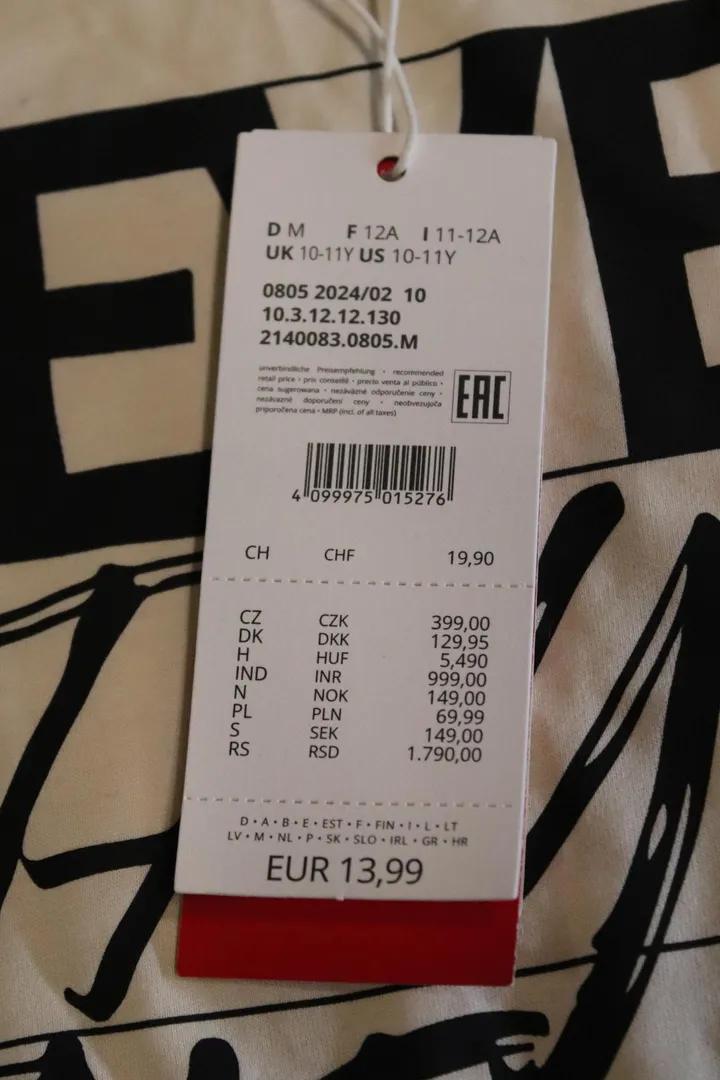 D M F 12A I 11-12A
UK 10-11Y US 10-11Y
0805 2024/02 10
10.3.12.12.130
2140083.0805.M
unverbindliche Preisempfehlung • recommended
retail price • prix conseillé • precio venta al público •
cena sugerowana • nezáväzné odporučenie ceny •
nezávazné doporučení ceny • neobvezujoča
priporočena cena • MRP (incl. of all taxes)
EAC
4 099975 015276
CH CHF 19,90
CZ CZK 399,00
DK DKK 129,95
H HUF 5,490
IND INR 999,00
N NOK 149,00
PL PLN 69,99
S SEK 149,00
RS RSD 1.790,00
D • A • B • E • EST • F • FIN • I • L • LT
LV • M • NL • P • SK • SLO • IRL • GR • HR
EUR 13,99